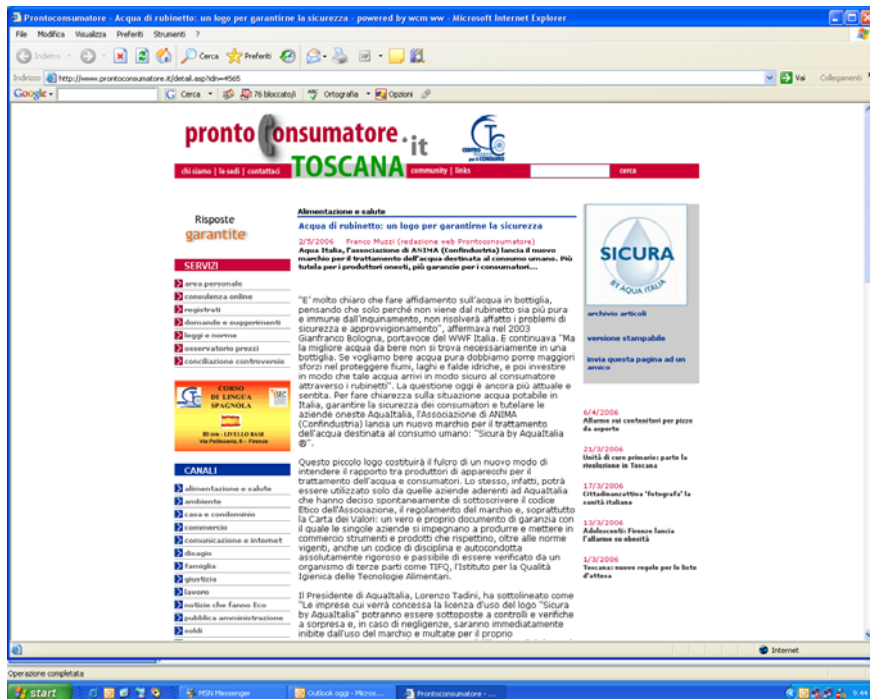 Prontoconsumatore - Acqua di rubinetto: un logo per garantirne la sicurezza - powered by wcm ww - Microsoft Internet Explorer
File Modifica Visualizza Preferiti Strumenti ?
Indietro Cerca Preferiti
Indirizzo http://www.prontoconsumatore.it/detail.asp?idn=4565 Vai Collegamenti
Google Cerca 76 bloccato/i Ortografia Opzioni
prontoConsumatore.it
TOSCANA
CTC
chi siamo | le sedi | contattaci
community | links
cerca
Risposte
garantite
SERVIZI
area personale
consulenza online
registrati
domande e suggerimenti
leggi e norme
osservatorio prezzi
conciliazione controversie
CORSO
DI LINGUA
SPAGNOLA
80 ore - LIVELLO BASE
Via Pellicceria, 6 - Firenze
CANALI
alimentazione e salute
ambiente
casa e condominio
commercio
comunicazione e internet
disagio
famiglia
giustizia
lavoro
notizie che fanno Eco
pubblica amministrazione
soldi
Alimentazione e salute
Acqua di rubinetto: un logo per garantirne la sicurezza
2/5/2006 Franco Muzzi (redazione web Prontoconsumatore)
Aqua Italia, l'associazione di ANIMA (Confindustria) lancia il nuovo
marchio per il trattamento dell'acqua destinata al consumo umano. Più
tutela per i produttori onesti, più garanzie per i consumatori...
"E' molto chiaro che fare affidamento sull'acqua in bottiglia,
pensando che solo perché non viene dal rubinetto sia più pura
e immune dall'inquinamento, non risolverà affatto i problemi di
sicurezza e approvvigionamento", affermava nel 2003
Gianfranco Bologna, portavoce del WWF Italia. E continuava "Ma
la migliore acqua da bere non si trova necessariamente in una
bottiglia. Se vogliamo bere acqua pura dobbiamo porre maggiori
sforzi nel proteggere fiumi, laghi e falde idriche, e poi investire
in modo che tale acqua arrivi in modo sicuro al consumatore
attraverso i rubinetti". La questione oggi è ancora più attuale e
sentita. Per fare chiarezza sulla situazione acqua potabile in
Italia, garantire la sicurezza dei consumatori e tutelare le
aziende oneste AquaItalia, l'Associazione di ANIMA
(Confindustria) lancia un nuovo marchio per il trattamento
dell'acqua destinata al consumo umano: "Sicura by AquaItalia
®".
Questo piccolo logo costituirà il fulcro di un nuovo modo di
intendere il rapporto tra produttori di apparecchi per il
trattamento dell'acqua e consumatori. Lo stesso, infatti, potrà
essere utilizzato solo da quelle aziende aderenti ad AquaItalia
che hanno deciso spontaneamente di sottoscrivere il codice
Etico dell'Associazione, il regolamento del marchio e, soprattutto
la Carta dei Valori: un vero e proprio documento di garanzia con
il quale le singole aziende si impegnano a produrre e mettere in
commercio strumenti e prodotti che rispettino, oltre alle norme
vigenti, anche un codice di disciplina e autocondotta
assolutamente rigoroso e passibile di essere verificato da un
organismo di terze parti come TIFQ, l'Istituto per la Qualità
Igienica delle Tecnologie Alimentari.
Il Presidente di AquaItalia, Lorenzo Tadini, ha sottolineato come
"Le imprese cui verrà concessa la licenza d'uso del logo "Sicura
by AquaItalia" potranno essere sottoposte a controlli e verifiche
a sorpresa e, in caso di negligenze, saranno immediatamente
inibite dall'uso del marchio e multate per il proprio
SICURA
BY AQUA ITALIA
archivio articoli
versione stampabile
invia questa pagina ad un
amico
6/4/2006
Allarme sui contenitori per pizze
da asporto
21/3/2006
Unità di cure primarie: parte la
rivoluzione in Toscana
17/3/2006
Cittadinanzattiva 'fotografa' la
sanità italiana
13/3/2006
Adolescenti: Firenze lancia
l'allarme su obesità
1/3/2006
Toscana: nuove regole per le liste
d'attesa
Internet
Operazione completata
start MSN Messenger Outlook oggi - Micros... Prontoconsumatore - ... 9.44